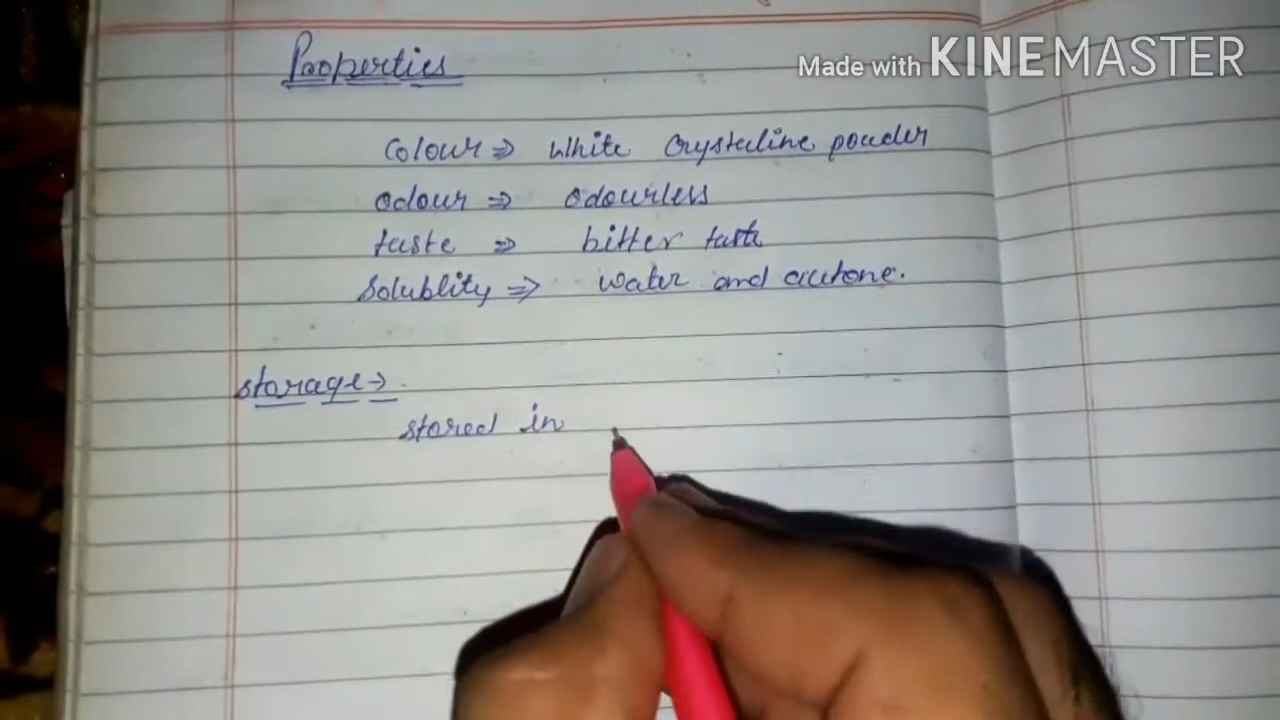 Made with KINEMASTER
Properties
Colour ⇒ White Crystaline powder
odour ⇒ odourless
taste ⇒ bitter taste
Solublity ⇒ water and acetone.
storage →
stored in